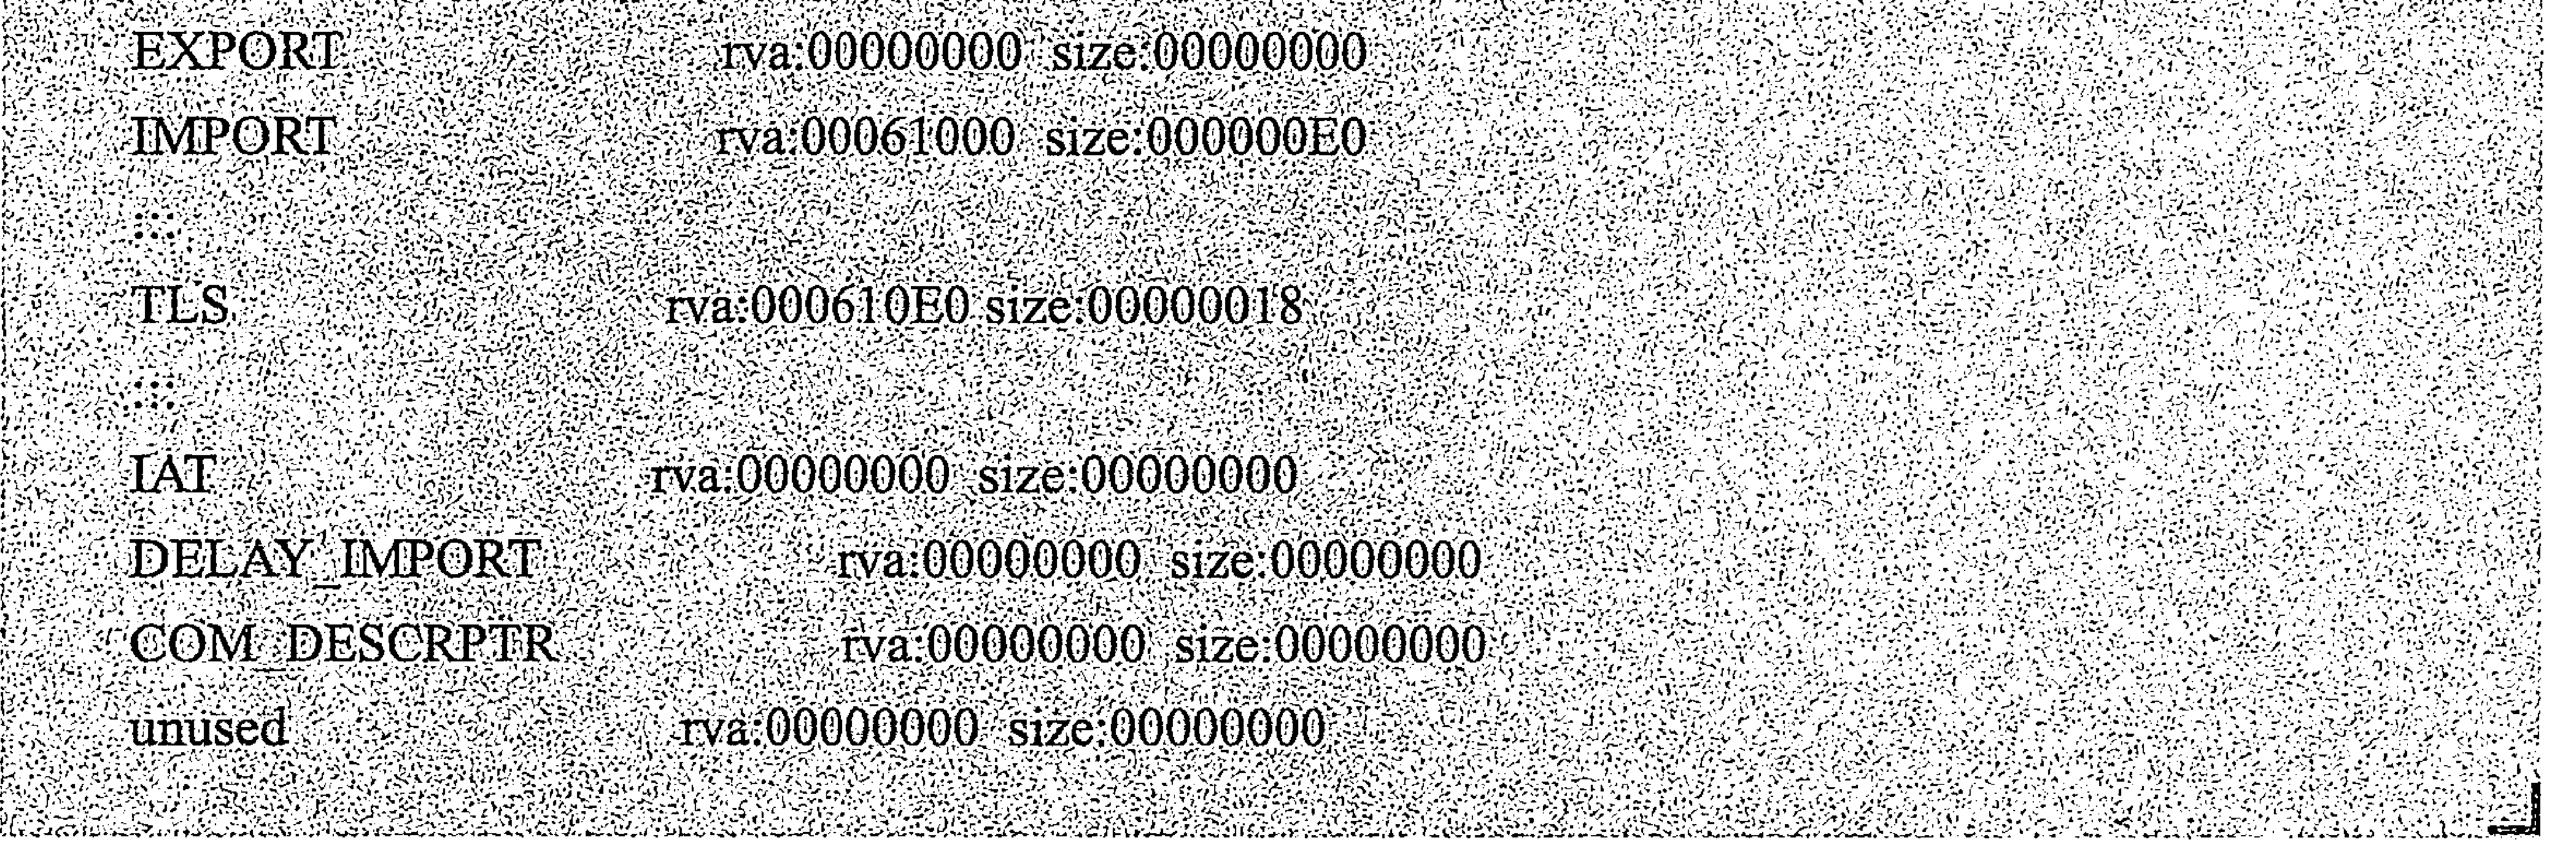 EXPORT rva:00000000 size:00000000
IMPORT rva:00061000 size:000000E0
……
TLS rva:000610E0 size:00000018
……
IAT rva:00000000 size:00000000
DELAY_IMPORT rva:00000000 size:00000000
COM_DESCRPTR rva:00000000 size:00000000
unused rva:00000000 size:00000000